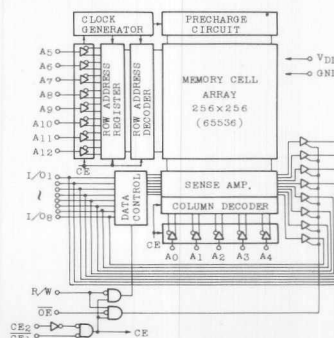 CLOCK
GENERATOR
PRECHARGE
CIRCUIT
A5
A6
A7
A8
A9
A10
A11
A12
ROW ADDRESS
REGISTER
ROW ADDRESS
DECODER
MEMORY CELL
ARRAY
256×256
(65536)
GND
CE
I/O1
I/O8
DATA
CONTROL
SENSE AMP.
COLUMN DECODER
CE
A0 A1 A2 A3 A4
R/W
OE
CE2
CE1
CE